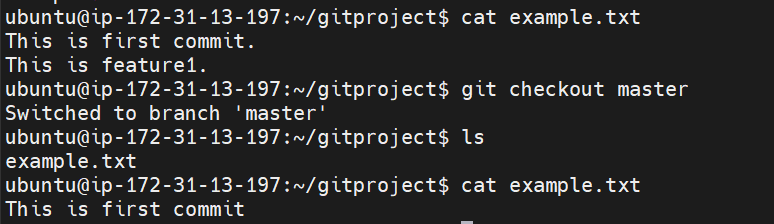 ubuntu@ip-172-31-13-197:~/gitproject$ cat example.txt
This is first commit.
This is feature1.
ubuntu@ip-172-31-13-197:~/gitproject$ git checkout master
Switched to branch 'master'
ubuntu@ip-172-31-13-197:~/gitproject$ ls
example.txt
ubuntu@ip-172-31-13-197:~/gitproject$ cat example.txt
This is first commit